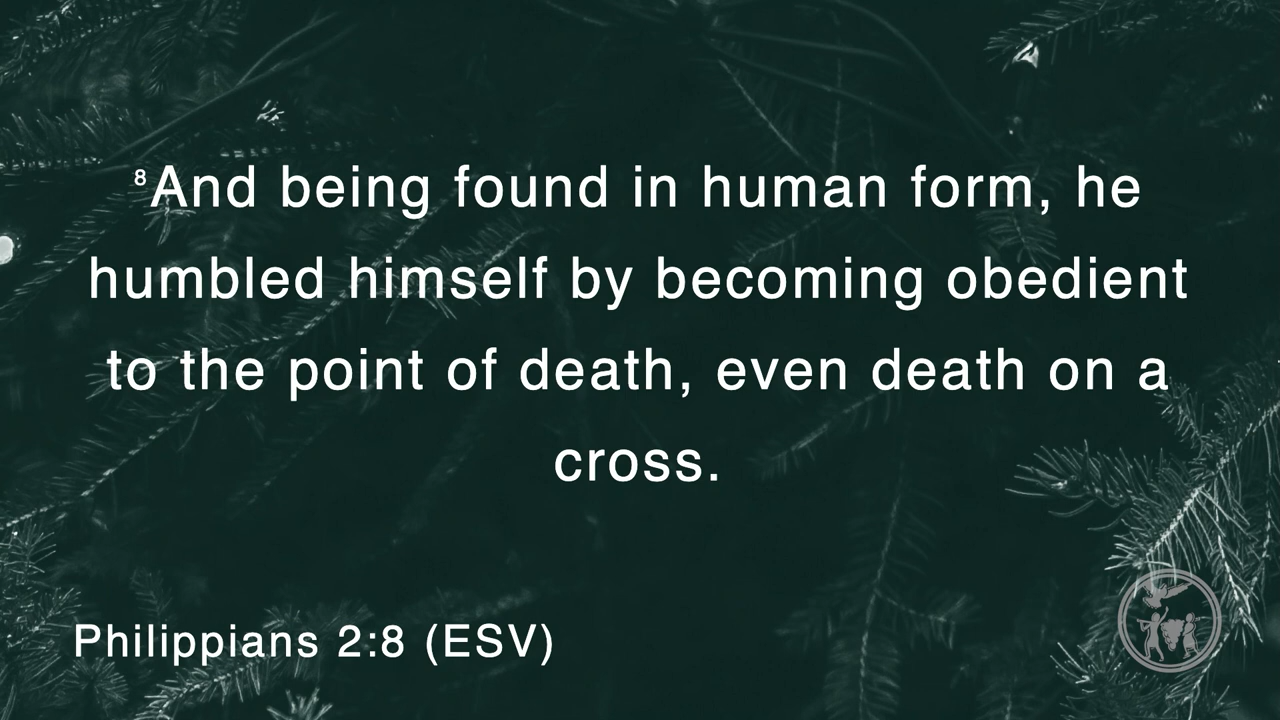 ⁸And being found in human form, he
humbled himself by becoming obedient
to the point of death, even death on a
cross.
Philippians 2:8 (ESV)